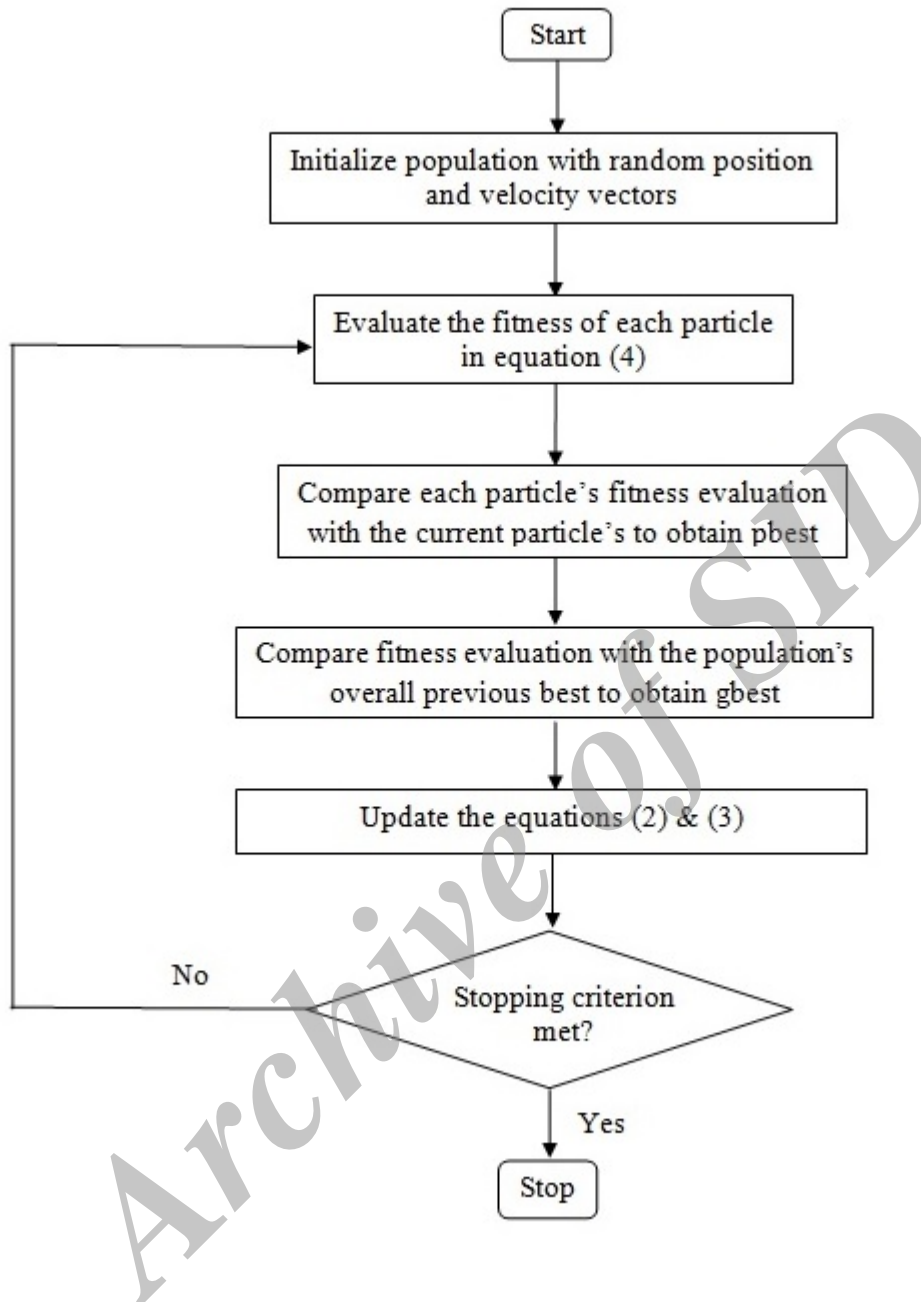 Start
Initialize population with random position
and velocity vectors
Evaluate the fitness of each particle
in equation (4)
Compare each particle's fitness evaluation
with the current particle's to obtain pbest
Compare fitness evaluation with the population's
overall previous best to obtain gbest
Update the equations (2) & (3)
Stopping criterion
met?
No
Yes
Stop
Archive of SID